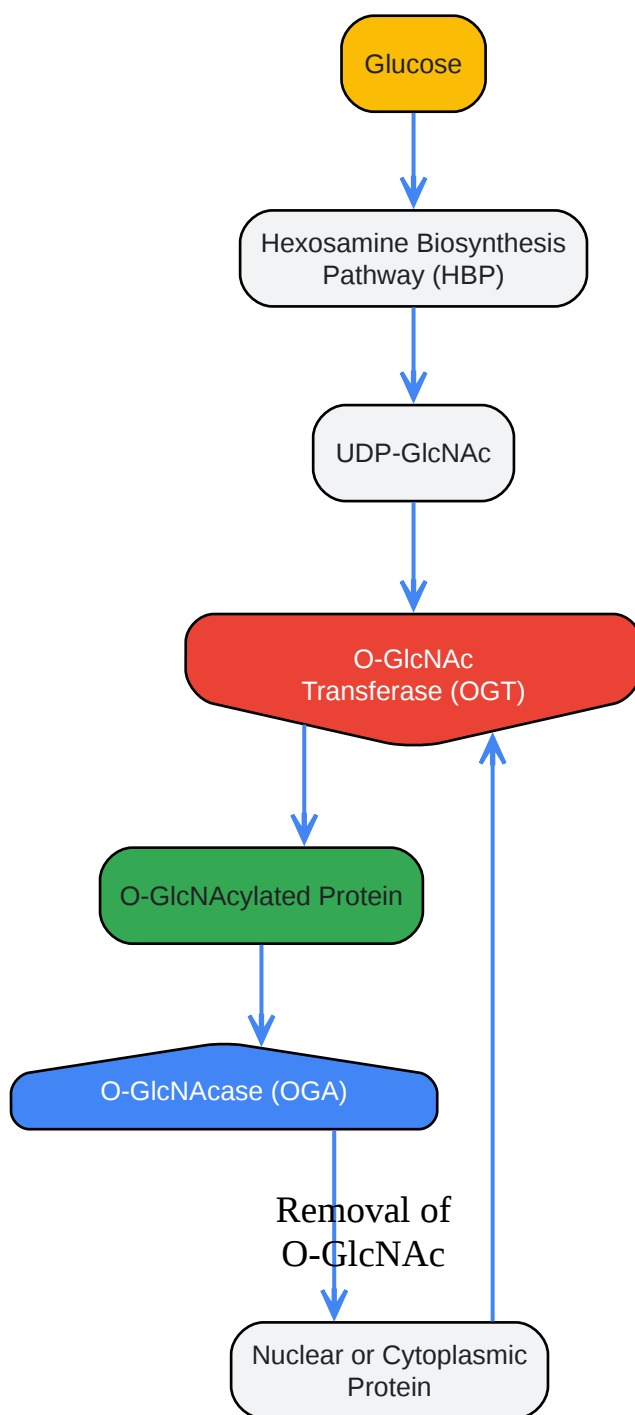 Glucose
Hexosamine Biosynthesis
Pathway (HBP)
UDP-GlcNAc
O-GlcNAc
Transferase (OGT)
O-GlcNAcylated Protein
O-GlcNAcase (OGA)
Removal of
O-GlcNAc
Nuclear or Cytoplasmic
Protein